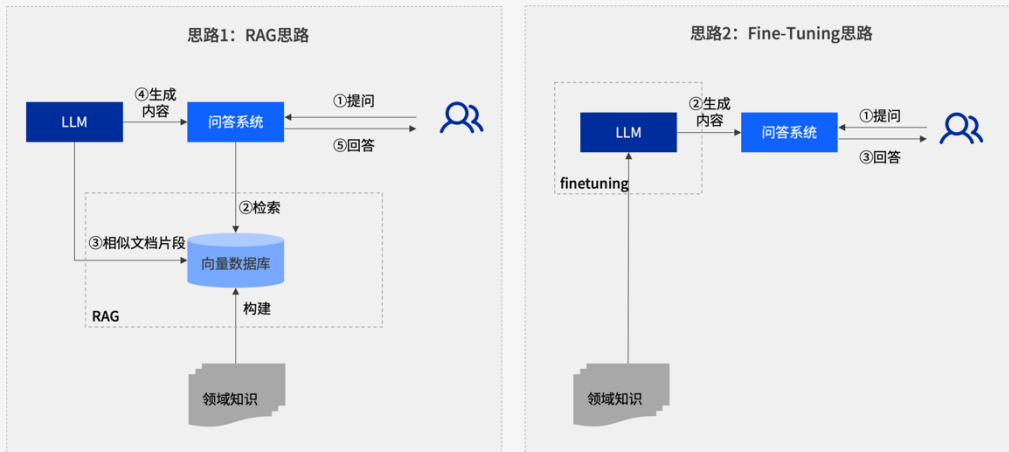 思路1：RAG思路
④生成
内容
①提问
LLM
问答系统
⑤回答
②检索
③相似文档片段
向量数据库
RAG
构建
领域知识
思路2：Fine-Tuning思路
②生成
内容
①提问
LLM
问答系统
③回答
finetuning
领域知识